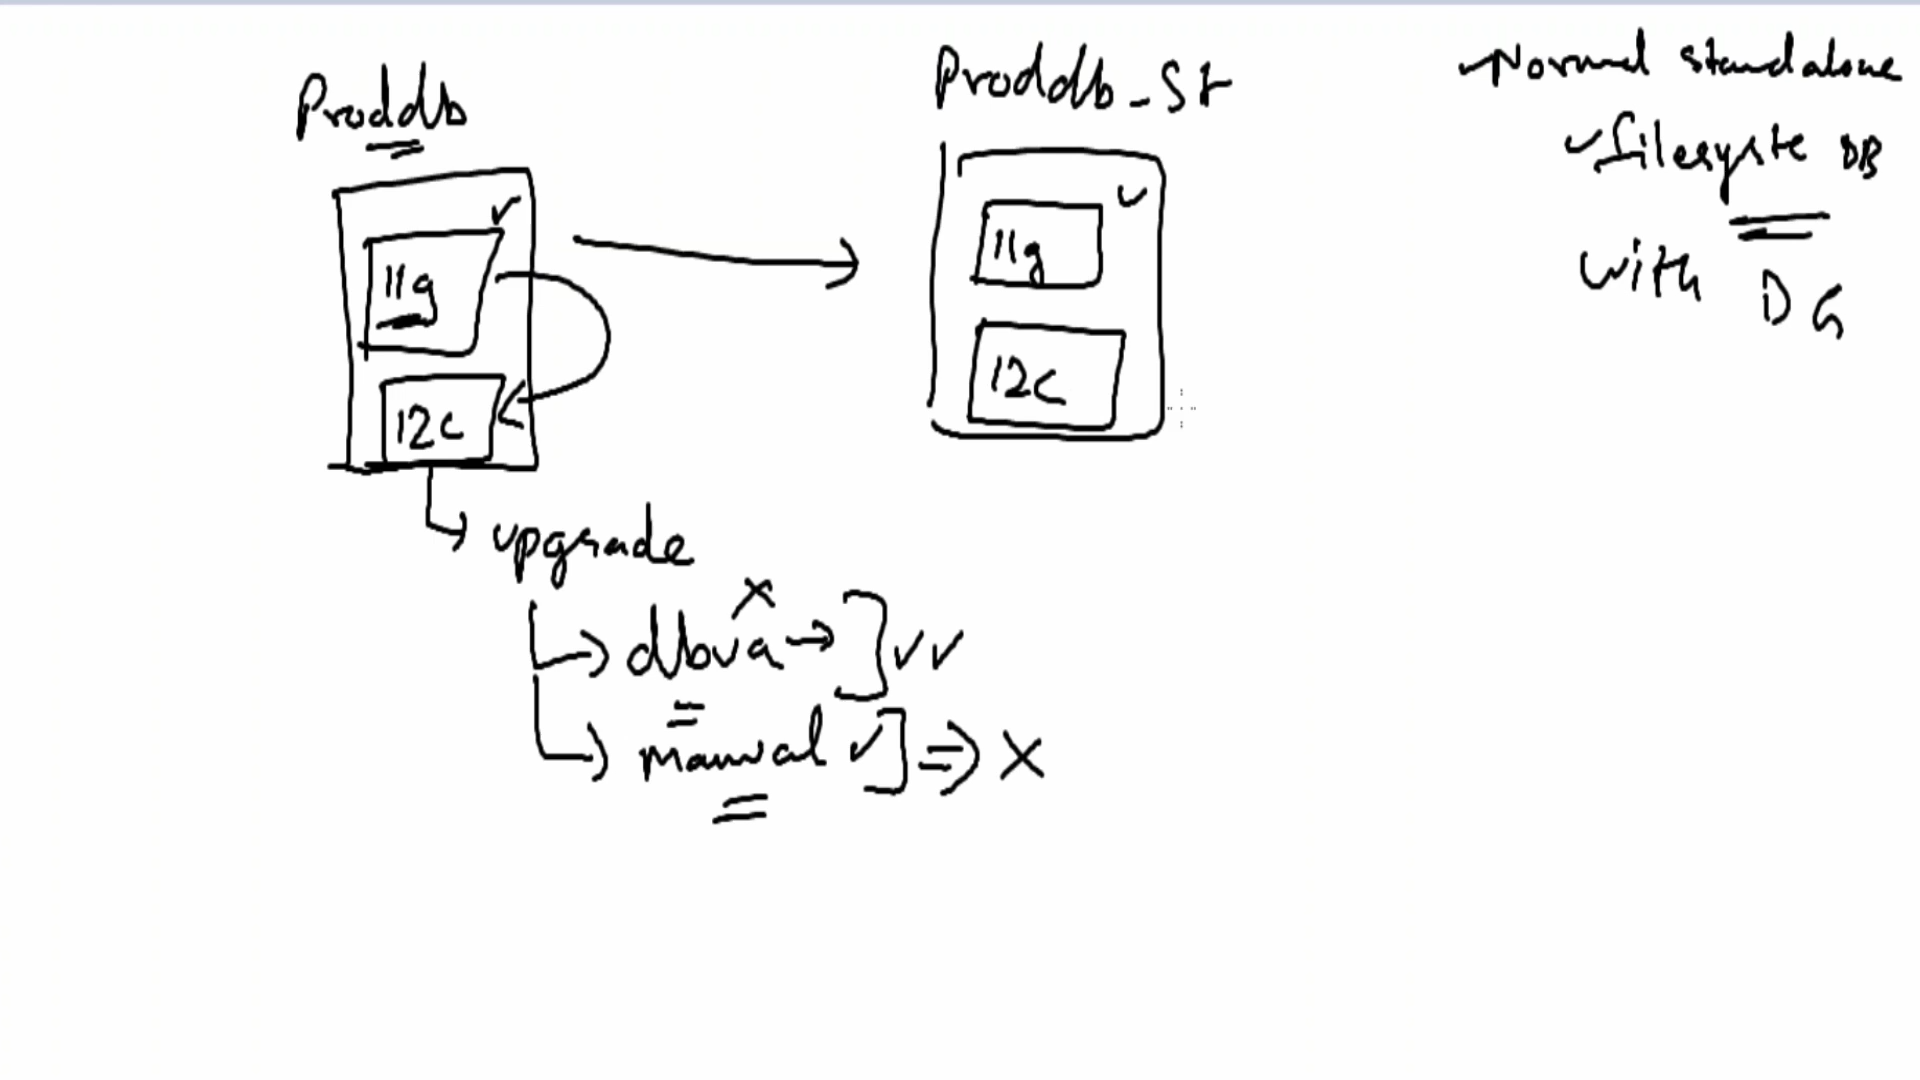 Proddb
Proddb_St
Normal standalone
filesyste DB
with DG
11g
12c
11g
12c
upgrade
dbua
manual